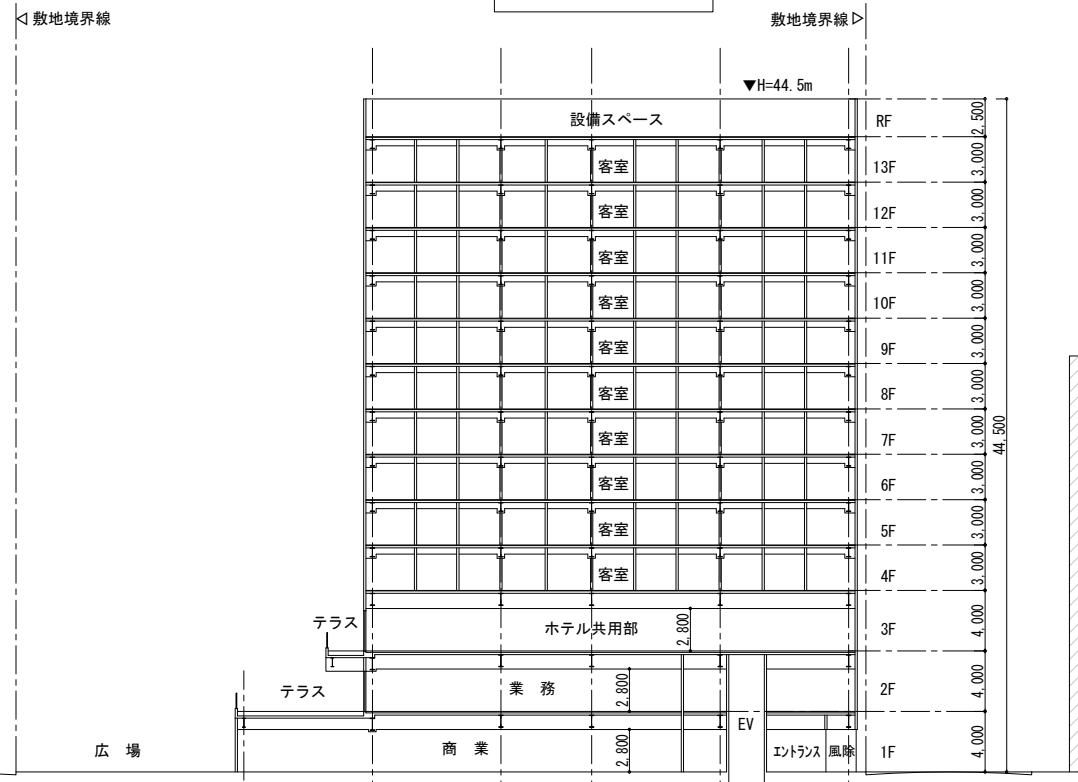 ◁ 敷地境界線
敷地境界線 ▷
▼H=44.5m
設備スペース
RF
2,500
客室
13F
3,000
客室
12F
3,000
客室
11F
3,000
客室
10F
3,000
客室
9F
3,000
客室
8F
3,000
客室
7F
3,000
44,500
客室
6F
3,000
客室
5F
3,000
客室
4F
3,000
テラス
ホテル共用部
2,800
3F
4,000
テラス
業 務
2,800
2F
4,000
広 場
商 業
2,800
EV
エントランス
風除
1F
4,000